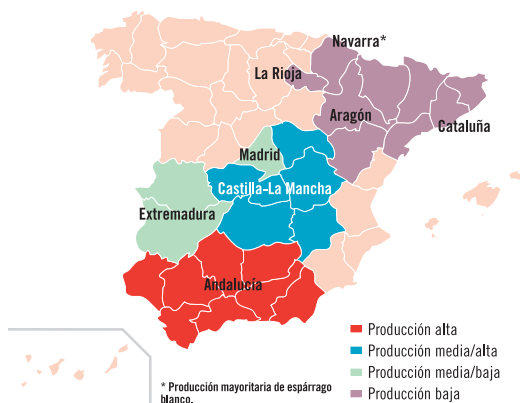 Navarra*
La Rioja
Aragón
Cataluña
Madrid
Castilla-La Mancha
Extremadura
Andalucía
Producción alta
Producción media/alta
Producción media/baja
Producción baja
* Producción mayoritaria de espárrago
blanco.